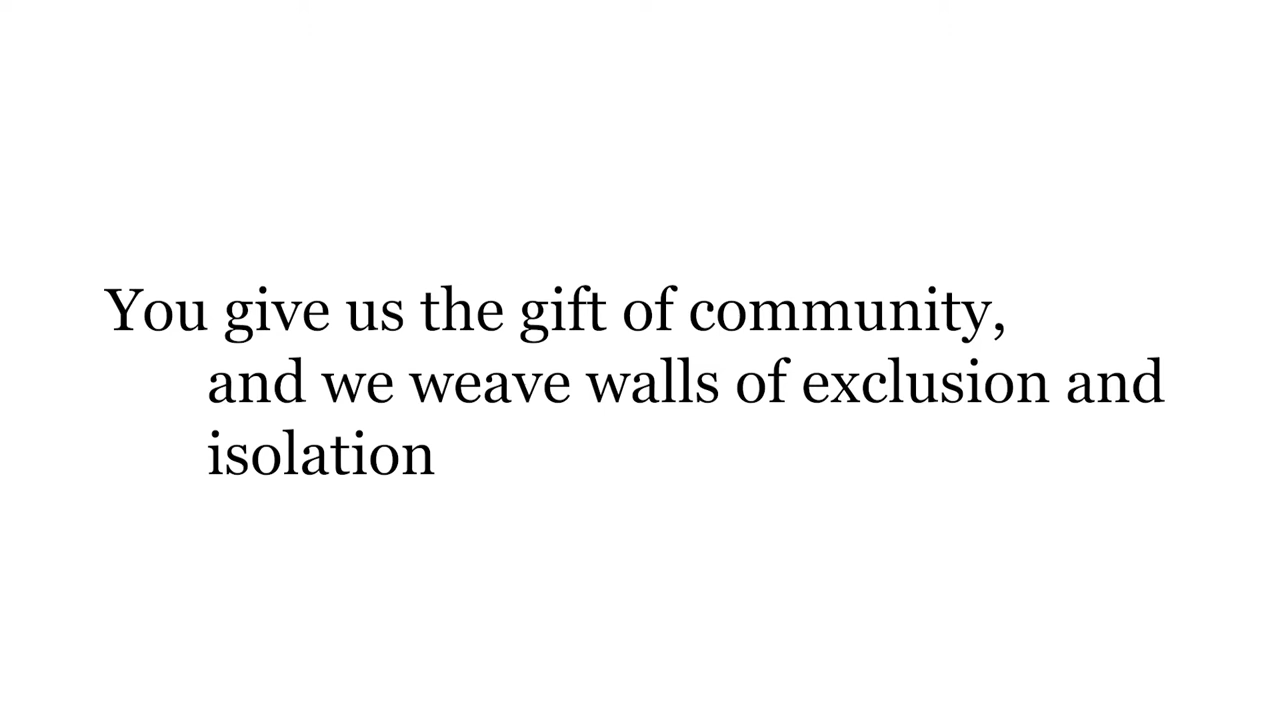 You give us the gift of community,
and we weave walls of exclusion and
isolation